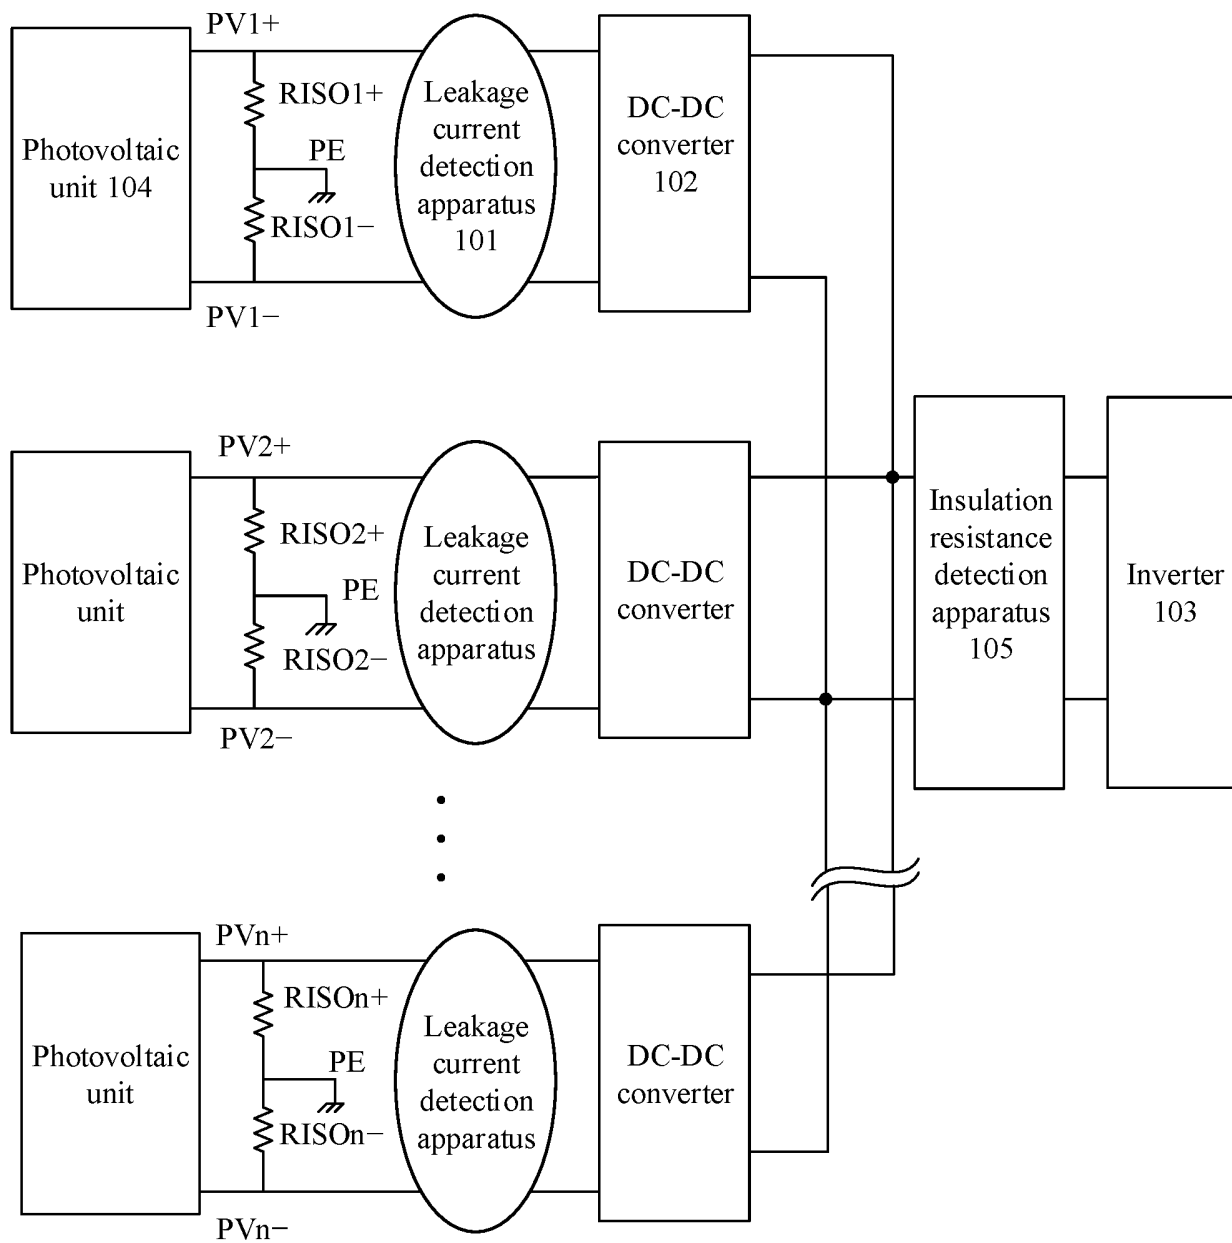 PV1+
RISO1+
PE
RISO1−
PV1−
Photovoltaic
unit 104
Leakage
current
detection
apparatus
101
DC-DC
converter
102
PV2+
RISO2+
PE
RISO2−
PV2−
Photovoltaic
unit
Leakage
current
detection
apparatus
DC-DC
converter
Insulation
resistance
detection
apparatus
105
Inverter
103
PVn+
RISOn+
PE
RISOn−
PVn−
Photovoltaic
unit
Leakage
current
detection
apparatus
DC-DC
converter